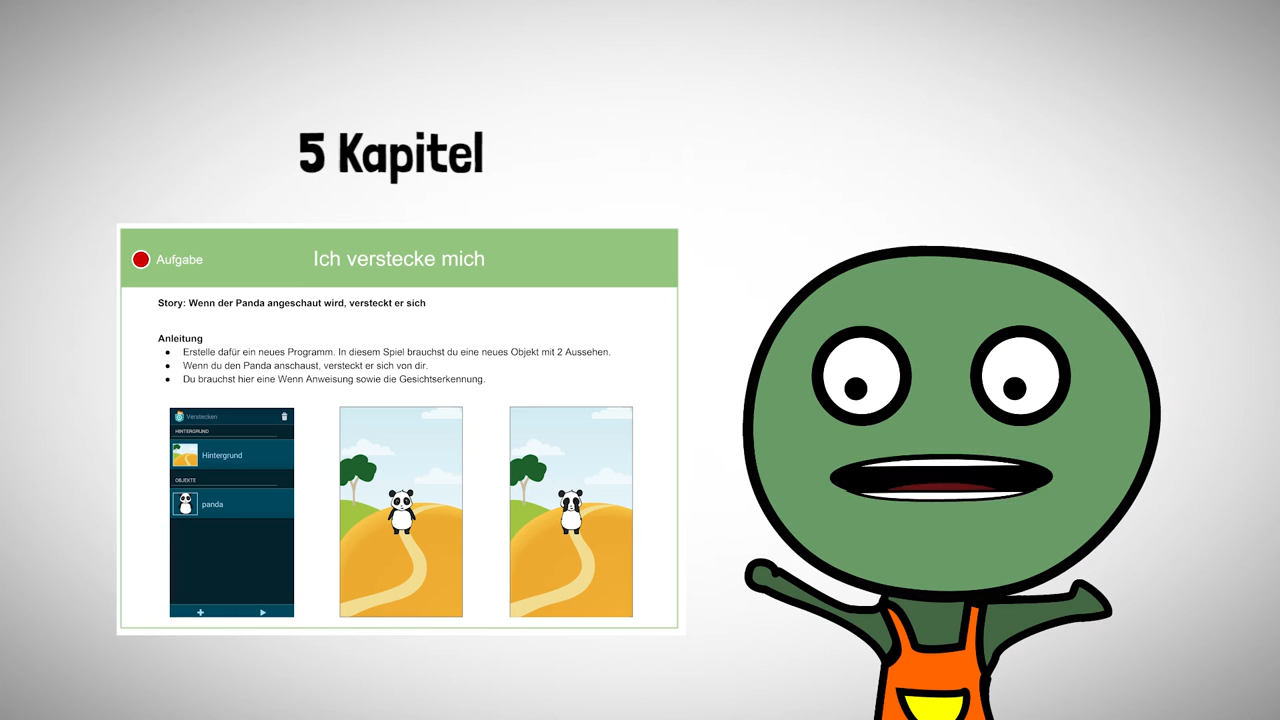 5 Kapitel
Aufgabe
Ich verstecke mich
Story: Wenn der Panda angeschaut wird, versteckt er sich
Anleitung
● Erstelle dafür ein neues Programm. In diesem Spiel brauchst du eine neues Objekt mit 2 Aussehen.
● Wenn du den Panda anschaust, versteckt er sich von dir.
● Du brauchst hier eine Wenn Anweisung sowie die Gesichtserkennung.
Verstecken
HINTERGRUND
Hintergrund
OBJEKTE
panda